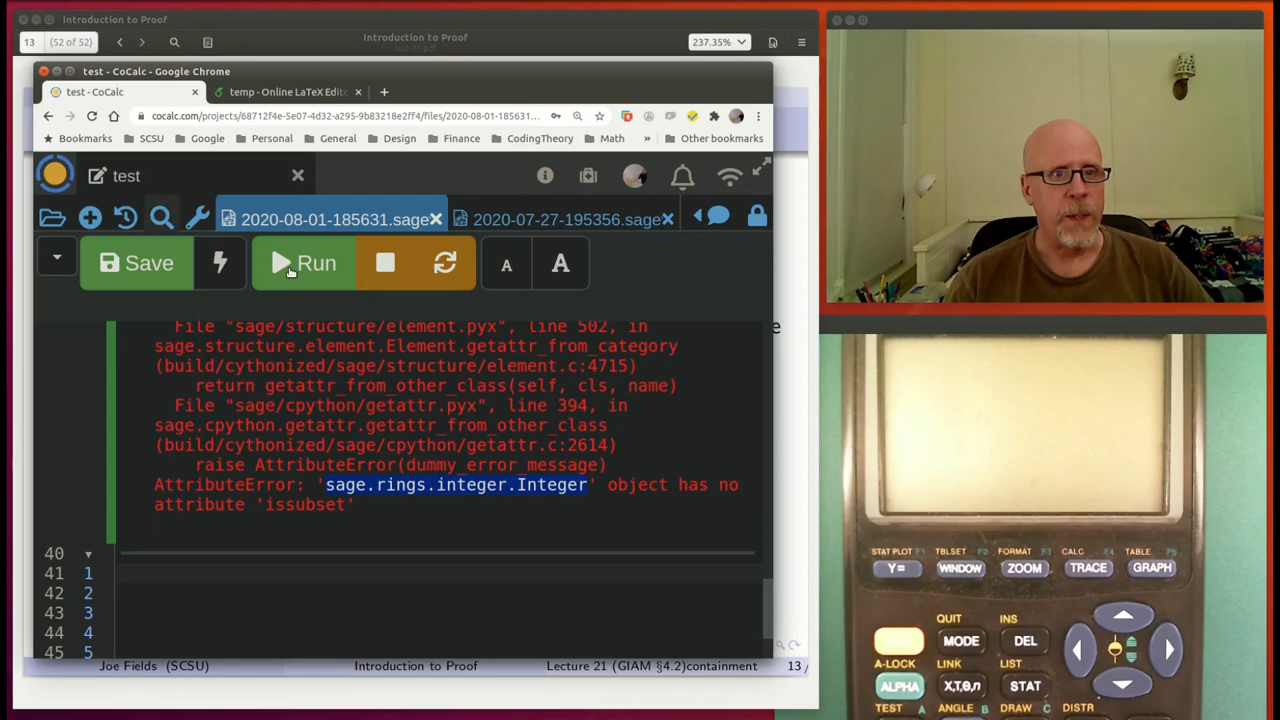 Introduction to Proof
13 (52 of 52)
Introduction to Proof
237.35%
test - CoCalc - Google Chrome
test - CoCalc × temp - Online LaTeX Edito × +
cocalc.com/projects/68712f4e-5e07-4d32-a295-9b83218e2ff4/files/2020-08-01-185631...
Bookmarks SCSU Google Personal General Design Finance CodingTheory Math » Other bookmarks
test ×
2020-08-01-185631.sage× 2020-07-27-195356.sage×
Save Run A A
File "sage/structure/element.pyx", line 502, in
sage.structure.element.Element.getattr_from_category
(build/cythonized/sage/structure/element.c:4715)
return getattr_from_other_class(self, cls, name)
File "sage/cpython/getattr.pyx", line 394, in
sage.cpython.getattr.getattr_from_other_class
(build/cythonized/sage/cpython/getattr.c:2614)
raise AttributeError(dummy_error_message)
AttributeError: 'sage.rings.integer.Integer' object has no
attribute 'issubset'
40
41 1
42 2
43 3
44 4
45 5
e
Joe Fields (SCSU) Introduction to Proof Lecture 21 (GIAM §4.2)containment 13 /
STAT PLOT F1 TBLSET F2 FORMAT F3 CALC F4 TABLE F5
Y= WINDOW ZOOM TRACE GRAPH
QUIT INS
MODE DEL
A-LOCK LINK LIST
ALPHA X,T,θ,n STAT
TEST A ANGLE B DRAW C DISTR